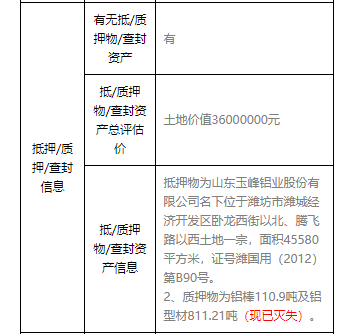 抵押/质
押/查封
信息
有无抵/质
押物/查封
资产
有
抵/质押
物/查封资
产总评估
价
土地价值36000000元
抵/质押
物/查封资
产信息
抵押物为山东玉峰铝业股份有
限公司名下位于潍坊市潍城经
济开发区卧龙西街以北、腾飞
路以西土地一宗，面积45580
平方米，证号潍国用（2012）
第B90号。
2、质押物为铝棒110.9吨及铝
型材811.21吨（现已灭失）。